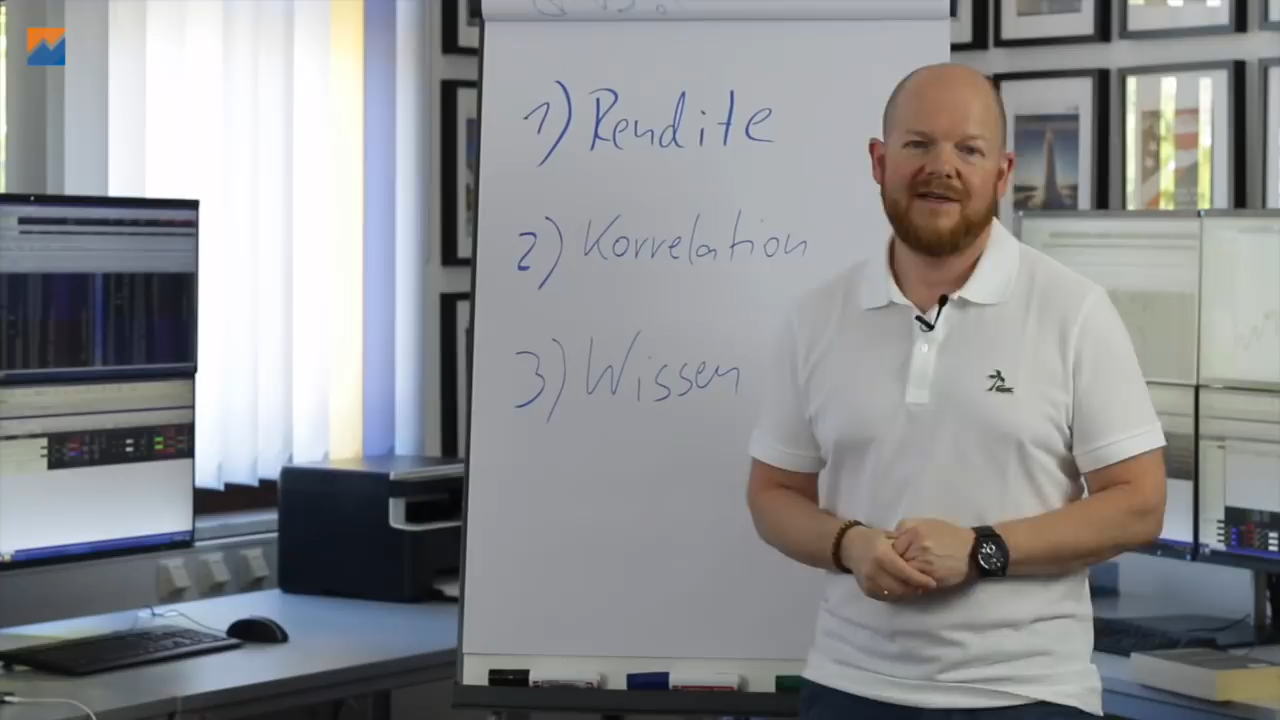 1) Rendite
2) Korrelation
3) Wissen